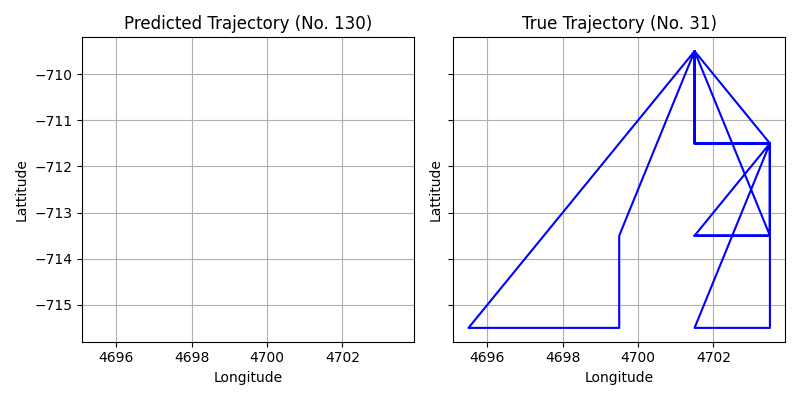 Predicted Trajectory (No. 130)
Lattitude
−710
−711
−712
−713
−714
−715
4696 4698 4700 4702
Longitude
True Trajectory (No. 31)
Lattitude
4696 4698 4700 4702
Longitude